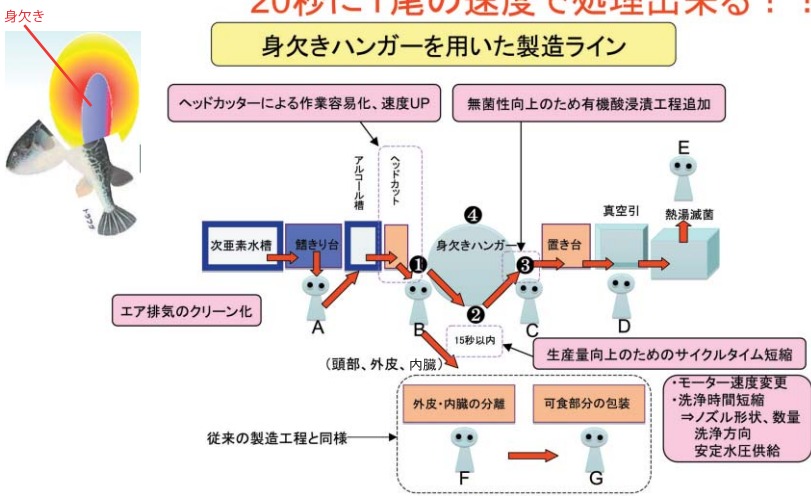 20秒に1尾の速度で処理出来る！！
身欠き
身欠きハンガーを用いた製造ライン
ヘッドカッターによる作業容易化、速度UP
無菌性向上のため有機酸浸漬工程追加
トラフグ
アルコール槽
ヘッドカット
E
④
真空引
熱湯滅菌
次亜塩素水槽
鰭きり台
身欠きハンガー
置き台
①
③
②
エア排気のクリーン化
A
B
C
D
15秒以内
(頭部、外皮、内臓)
生産量向上のためのサイクルタイム短縮
・モーター速度変更
・洗浄時間短縮
⇒ノズル形状、数量
洗浄方向
安定水圧供給
外皮・内臓の分離
可食部分の包装
従来の製造工程と同様
F
G